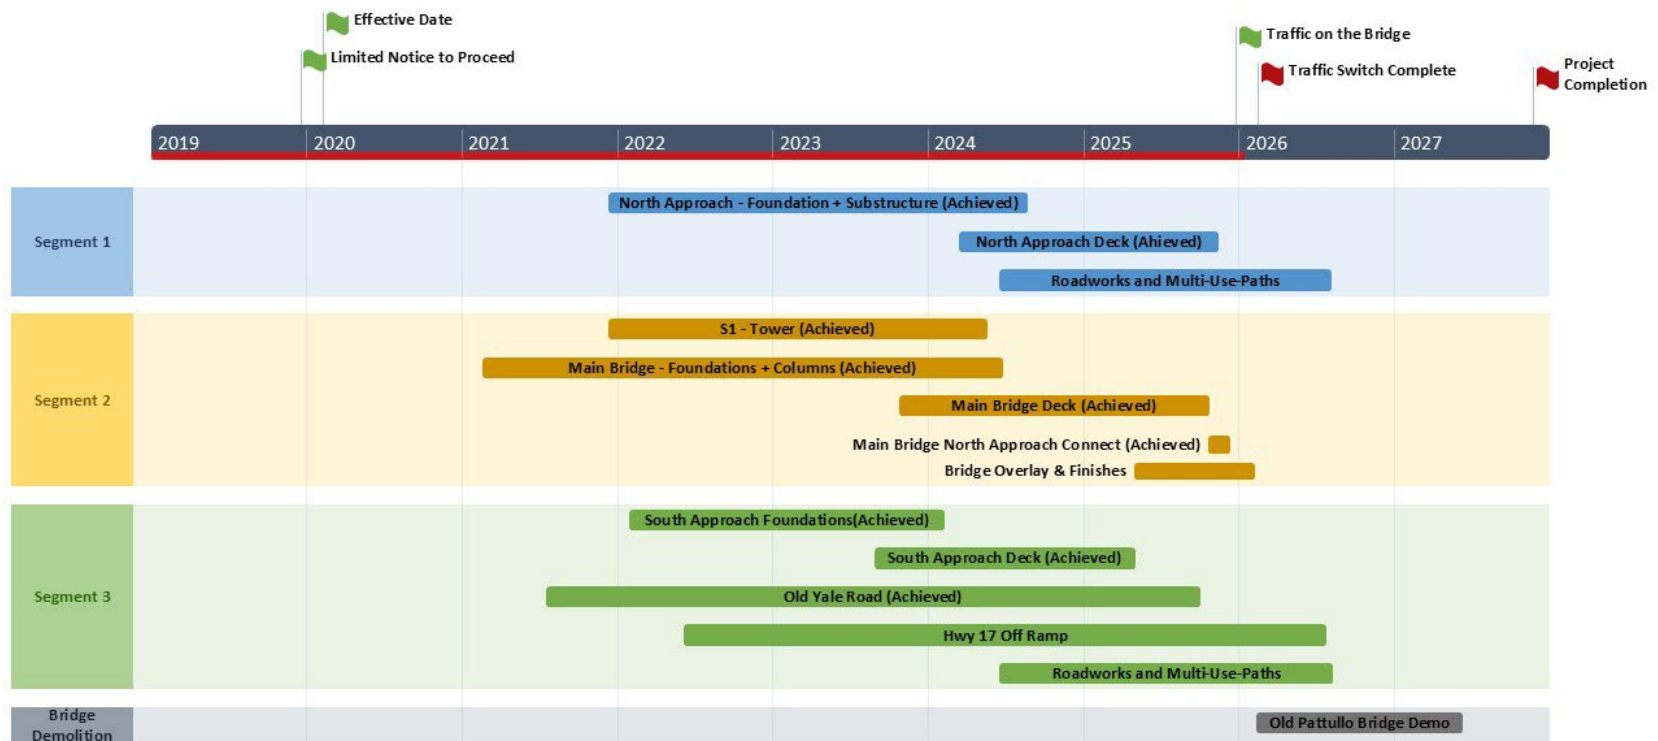 Effective Date
Limited Notice to Proceed
Traffic on the Bridge
Traffic Switch Complete
Project
Completion
2019 2020 2021 2022 2023 2024 2025 2026 2027
Segment 1
North Approach - Foundation + Substructure (Achieved)
North Approach Deck (Ahieved)
Roadworks and Multi-Use-Paths
Segment 2
S1 - Tower (Achieved)
Main Bridge - Foundations + Columns (Achieved)
Main Bridge Deck (Achieved)
Main Bridge North Approach Connect (Achieved)
Bridge Overlay & Finishes
Segment 3
South Approach Foundations(Achieved)
South Approach Deck (Achieved)
Old Yale Road (Achieved)
Hwy 17 Off Ramp
Roadworks and Multi-Use-Paths
Bridge
Demolition
Old Pattullo Bridge Demo